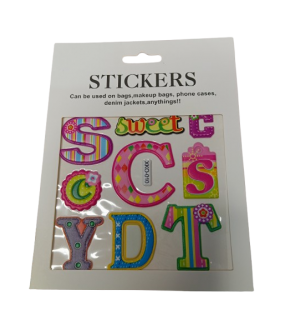 STICKERS
Can be used on bags,makeup bags, phone cases,
denim jackets,anythings!!
S sweet C
C C S
Y D T